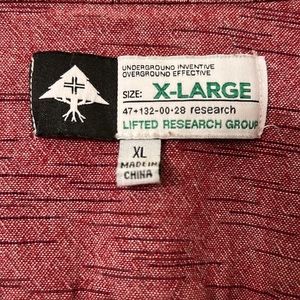 UNDERGROUND INVENTIVE
OVERGROUND EFFECTIVE
SIZE: X-LARGE
47+132-00-28 research
LIFTED RESEARCH GROUP
XL
MADE IN
CHINA